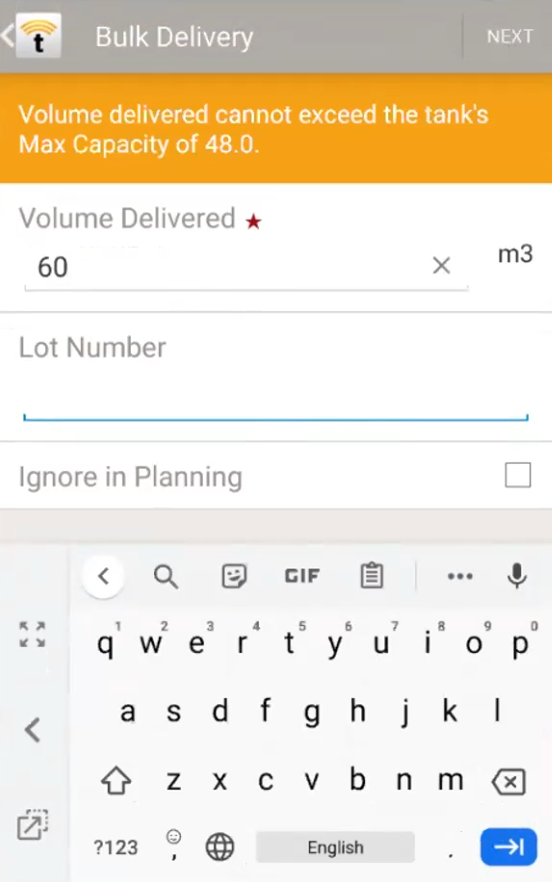 t
Bulk Delivery
NEXT
Volume delivered cannot exceed the tank's
Max Capacity of 48.0.
Volume Delivered ★
60
m3
Lot Number
Ignore in Planning
GIF
1 2 3 4 5 6 7 8 9 0
q w e r t y u i o p
a s d f g h j k l
z x c v b n m
?123 , English .